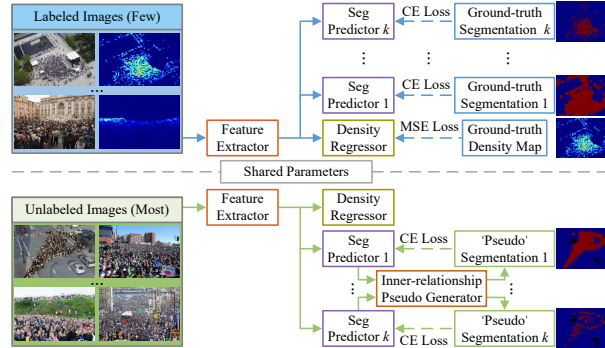 Labeled Images (Few)
...
Seg
Predictor k
CE Loss
Ground-truth
Segmentation k
...
...
Seg
Predictor 1
CE Loss
Ground-truth
Segmentation 1
Feature
Extractor
Density
Regressor
MSE Loss
Ground-truth
Density Map
Shared Parameters
Unlabeled Images (Most)
...
Feature
Extractor
Density
Regressor
Seg
Predictor 1
CE Loss
'Pseudo'
Segmentation 1
...
Inner-relationship
Pseudo Generator
...
Seg
Predictor k
CE Loss
'Pseudo'
Segmentation k